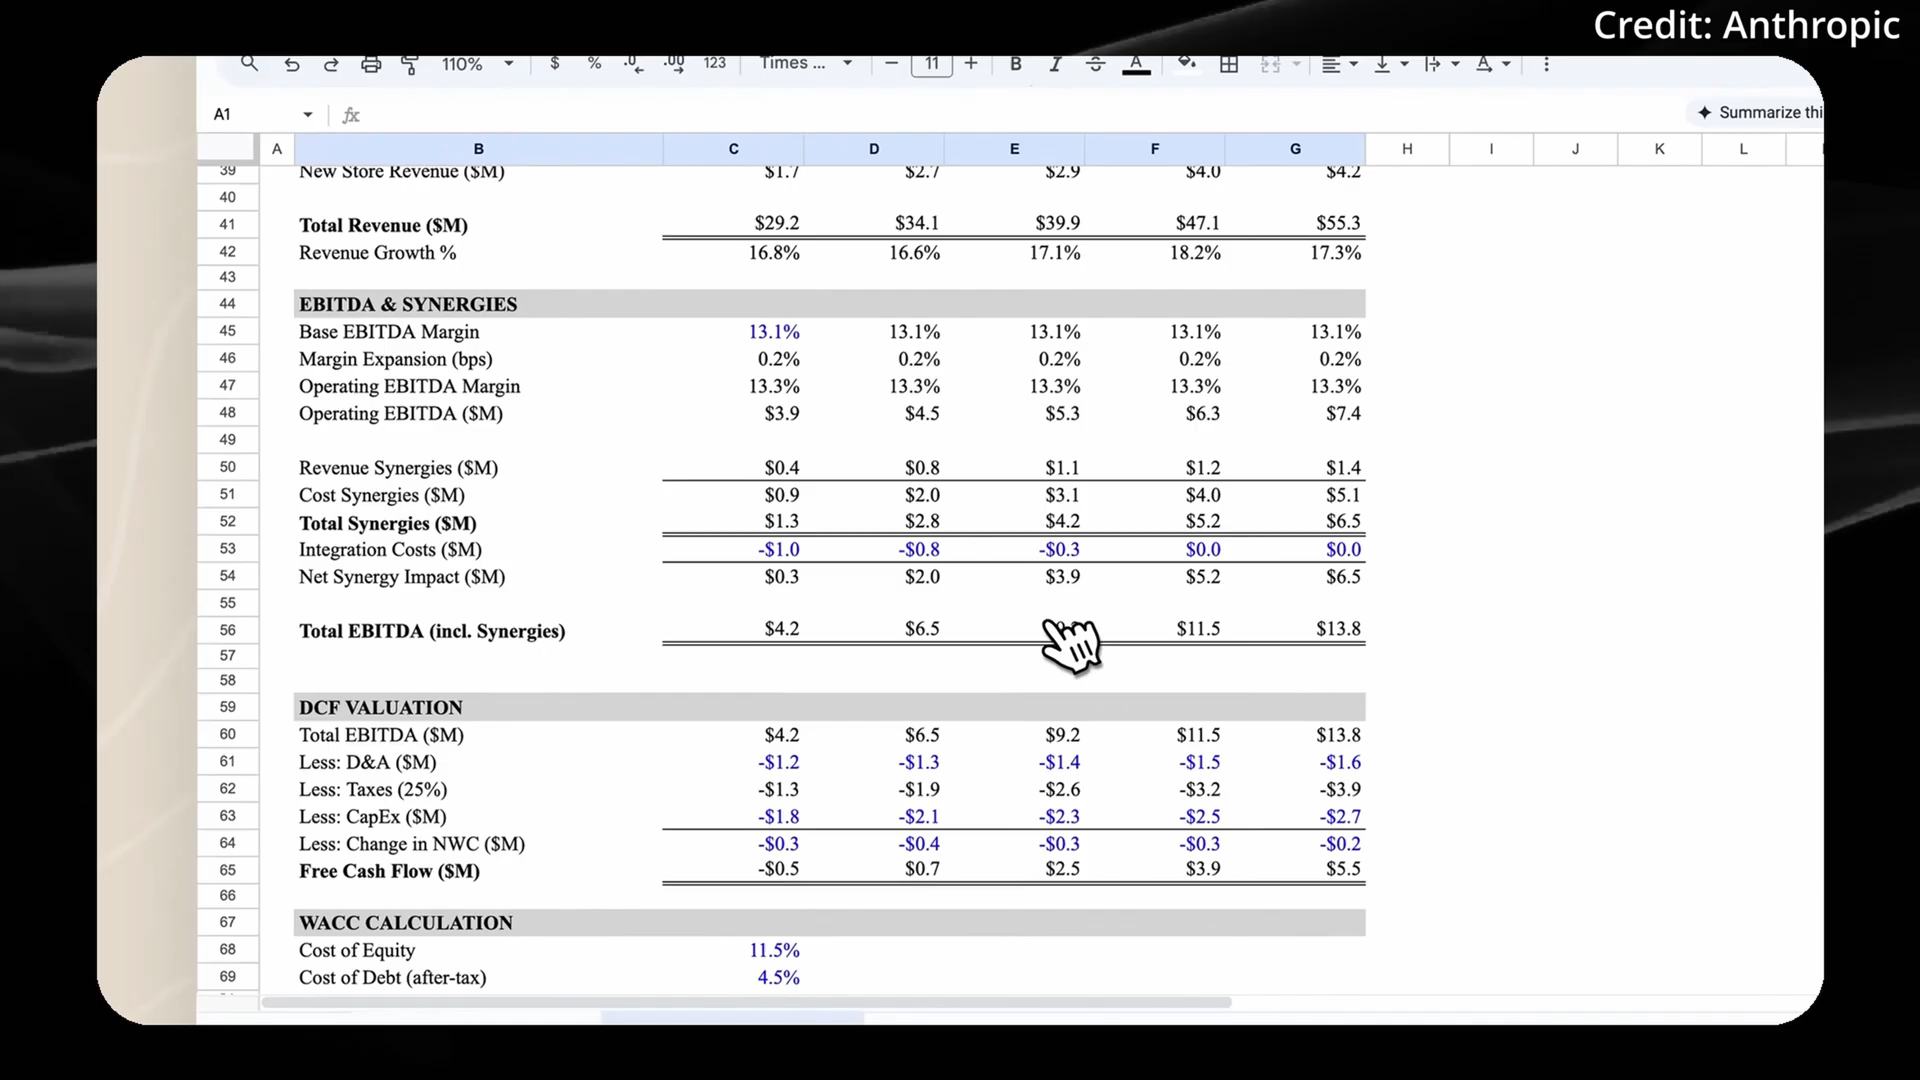 Credit: Anthropic
110% $ % .0 .00 123 Times ... 11 B I A A
A1 fx Summarize thi
A B C D E F G H I J K L
39 New Store Revenue ($M) $1.7 $2.7 $2.9 $4.0 $4.2
40
41 Total Revenue ($M) $29.2 $34.1 $39.9 $47.1 $55.3
42 Revenue Growth % 16.8% 16.6% 17.1% 18.2% 17.3%
43
44 EBITDA & SYNERGIES
45 Base EBITDA Margin 13.1% 13.1% 13.1% 13.1% 13.1%
46 Margin Expansion (bps) 0.2% 0.2% 0.2% 0.2% 0.2%
47 Operating EBITDA Margin 13.3% 13.3% 13.3% 13.3% 13.3%
48 Operating EBITDA ($M) $3.9 $4.5 $5.3 $6.3 $7.4
49
50 Revenue Synergies ($M) $0.4 $0.8 $1.1 $1.2 $1.4
51 Cost Synergies ($M) $0.9 $2.0 $3.1 $4.0 $5.1
52 Total Synergies ($M) $1.3 $2.8 $4.2 $5.2 $6.5
53 Integration Costs ($M) -$1.0 -$0.8 -$0.3 $0.0 $0.0
54 Net Synergy Impact ($M) $0.3 $2.0 $3.9 $5.2 $6.5
55
56 Total EBITDA (incl. Synergies) $4.2 $6.5 $11.5 $13.8
57
58
59 DCF VALUATION
60 Total EBITDA ($M) $4.2 $6.5 $9.2 $11.5 $13.8
61 Less: D&A ($M) -$1.2 -$1.3 -$1.4 -$1.5 -$1.6
62 Less: Taxes (25%) -$1.3 -$1.9 -$2.6 -$3.2 -$3.9
63 Less: CapEx ($M) -$1.8 -$2.1 -$2.3 -$2.5 -$2.7
64 Less: Change in NWC ($M) -$0.3 -$0.4 -$0.3 -$0.3 -$0.2
65 Free Cash Flow ($M) -$0.5 $0.7 $2.5 $3.9 $5.5
66
67 WACC CALCULATION
68 Cost of Equity 11.5%
69 Cost of Debt (after-tax) 4.5%